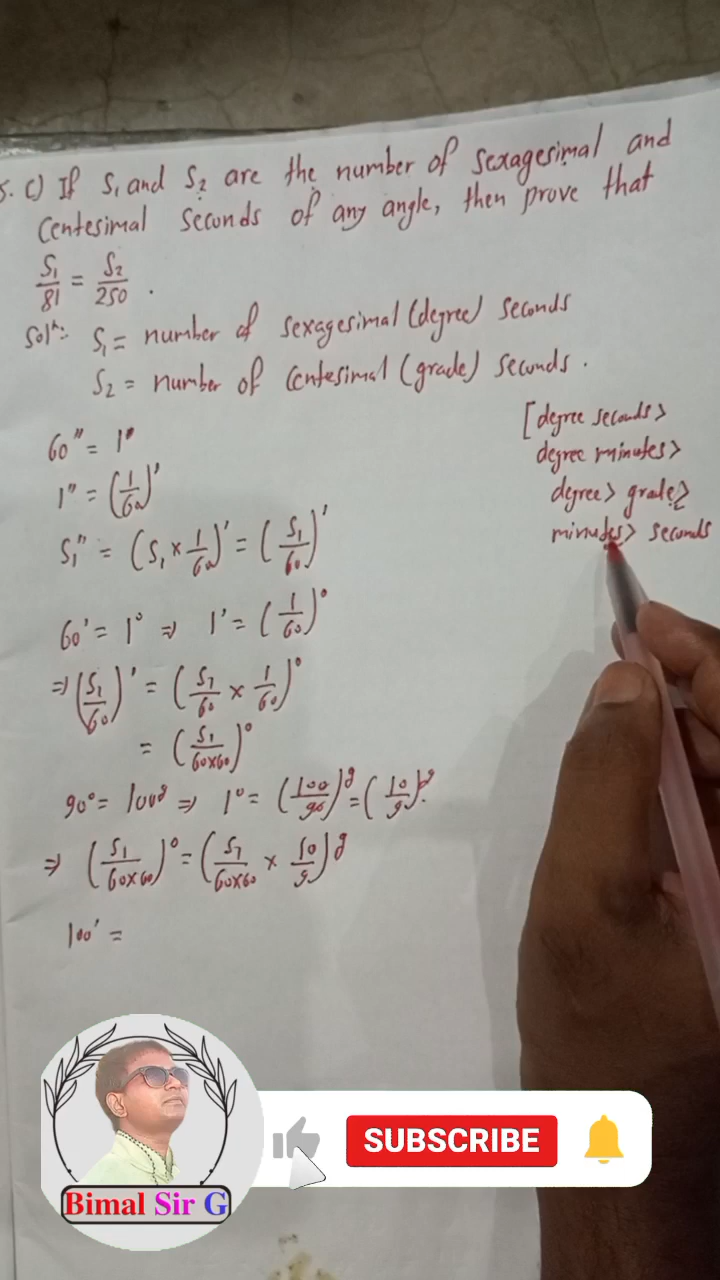 5. c) If S₁ and S₂ are the number of sexagesimal and
centesimal seconds of any angle, then prove that
S₁/81 = S₂/250 .
Solⁿ:- S₁ = number of sexagesimal (degree) seconds
S₂ = number of centesimal (grade) seconds .
[degree seconds>
degree minutes>
degree> grade>
minutes> seconds
60" = 1'
1" = (1/60)'
S₁" = (S₁ × 1/60)' = (S₁/60)'
60' = 1° ⇒ 1' = (1/60)°
⇒ (S₁/60)' = (S₁/60 × 1/60)°
= (S₁/60×60)°
90° = 100g ⇒ 1° = (100/90)g = (10/9)g.
⇒ (S₁/60×60)° = (S₁/60×60 × 10/9)g
100' =
SUBSCRIBE
Bimal Sir G